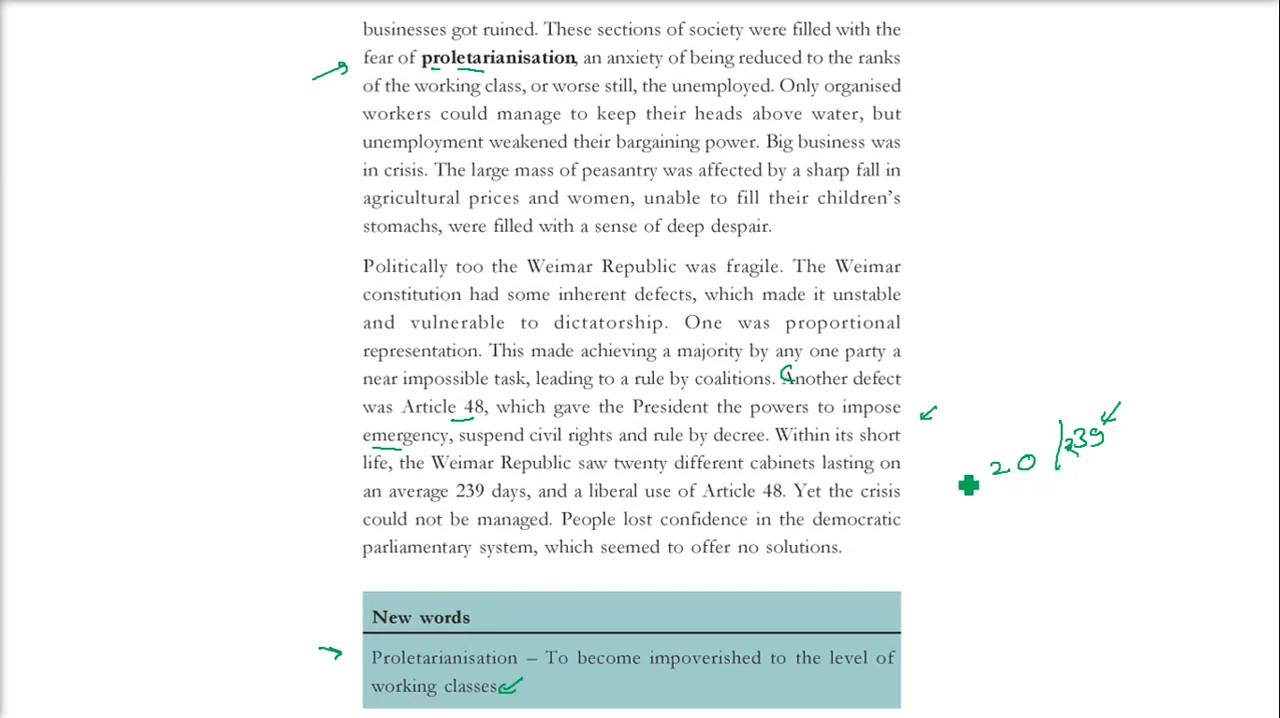 businesses got ruined. These sections of society were filled with the
fear of proletarianisation, an anxiety of being reduced to the ranks
of the working class, or worse still, the unemployed. Only organised
workers could manage to keep their heads above water, but
unemployment weakened their bargaining power. Big business was
in crisis. The large mass of peasantry was affected by a sharp fall in
agricultural prices and women, unable to fill their children's
stomachs, were filled with a sense of deep despair.
Politically too the Weimar Republic was fragile. The Weimar
constitution had some inherent defects, which made it unstable
and vulnerable to dictatorship. One was proportional
representation. This made achieving a majority by any one party a
near impossible task, leading to a rule by coalitions. Another defect
was Article 48, which gave the President the powers to impose
emergency, suspend civil rights and rule by decree. Within its short
life, the Weimar Republic saw twenty different cabinets lasting on
an average 239 days, and a liberal use of Article 48. Yet the crisis
could not be managed. People lost confidence in the democratic
parliamentary system, which seemed to offer no solutions.
20 / 239
New words
Proletarianisation – To become impoverished to the level of
working classes